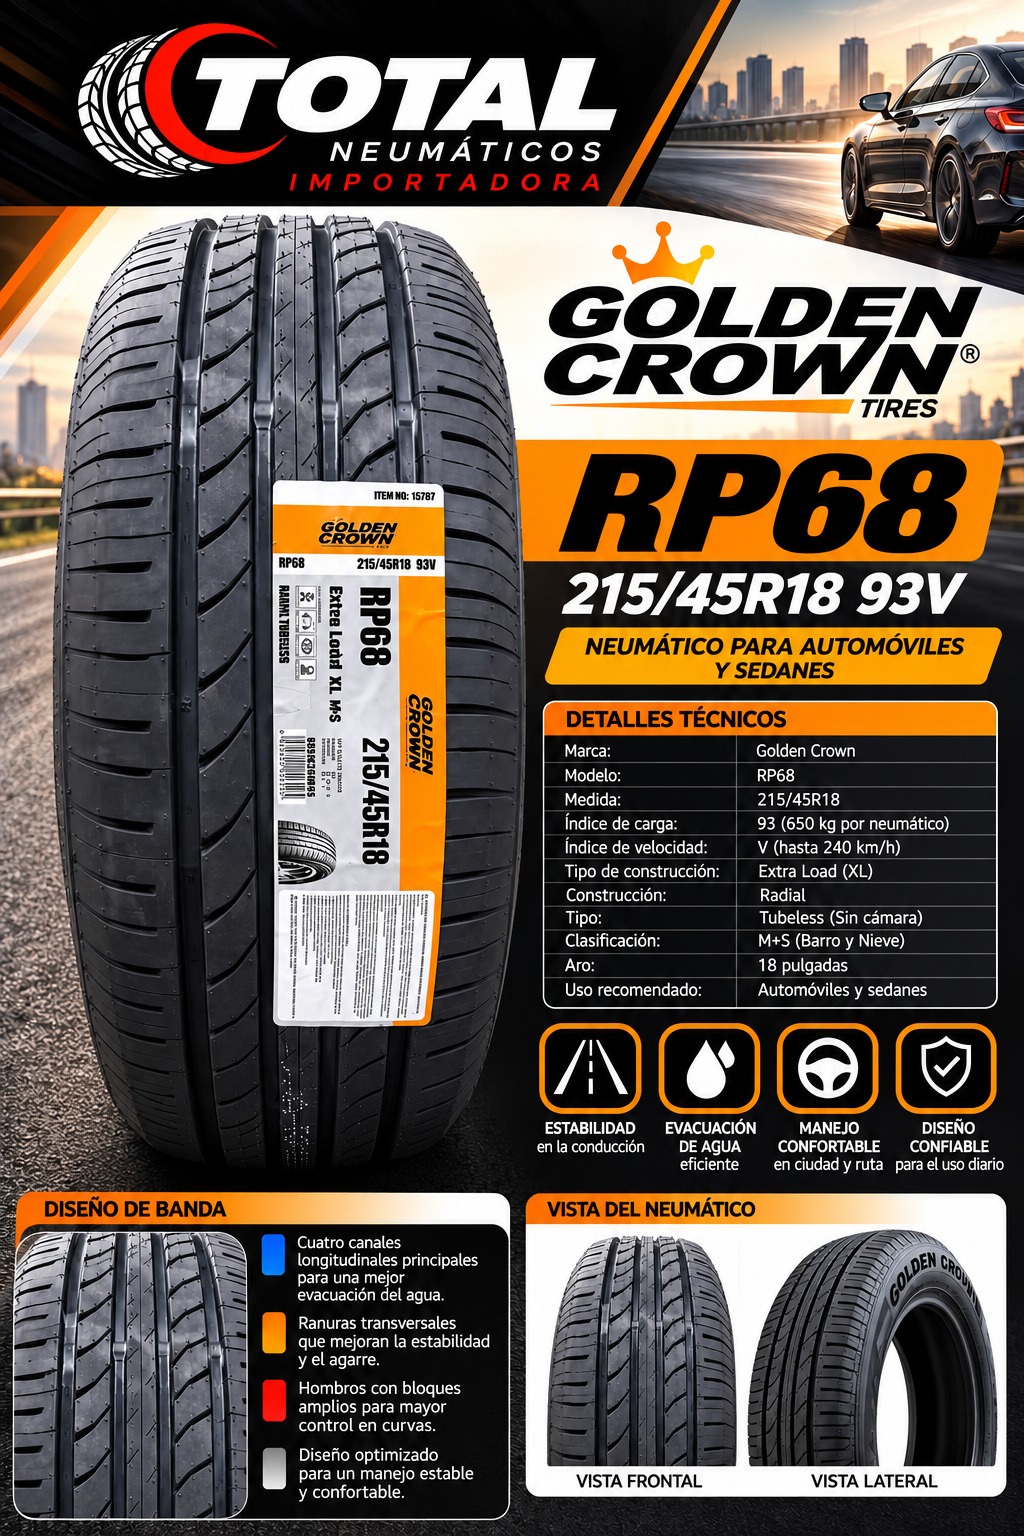 TOTAL
NEUMÁTICOS
IMPORTADORA
GOLDEN
CROWN®
TIRES
RP68
215/45R18 93V
NEUMÁTICO PARA AUTOMÓVILES
Y SEDANES
ITEM NO: 15787
GOLDEN
CROWN
RP68 215/45R18 93V
RP68 215/45R18
Extra Load XL M+S
GOLDEN
CROWN
DETALLES TÉCNICOS
Marca: Golden Crown
Modelo: RP68
Medida: 215/45R18
Índice de carga: 93 (650 kg por neumático)
Índice de velocidad: V (hasta 240 km/h)
Tipo de construcción: Extra Load (XL)
Construcción: Radial
Tipo: Tubeless (Sin cámara)
Clasificación: M+S (Barro y Nieve)
Aro: 18 pulgadas
Uso recomendado: Automóviles y sedanes
ESTABILIDAD
en la conducción
EVACUACIÓN
DE AGUA
eficiente
MANEJO
CONFORTABLE
en ciudad y ruta
DISEÑO
CONFIABLE
para el uso diario
DISEÑO DE BANDA
Cuatro canales
longitudinales principales
para una mejor
evacuación del agua.
Ranuras transversales
que mejoran la estabilidad
y el agarre.
Hombros con bloques
amplios para mayor
control en curvas.
Diseño optimizado
para un manejo estable
y confortable.
VISTA DEL NEUMÁTICO
GOLDEN CROWN
VISTA FRONTAL
VISTA LATERAL